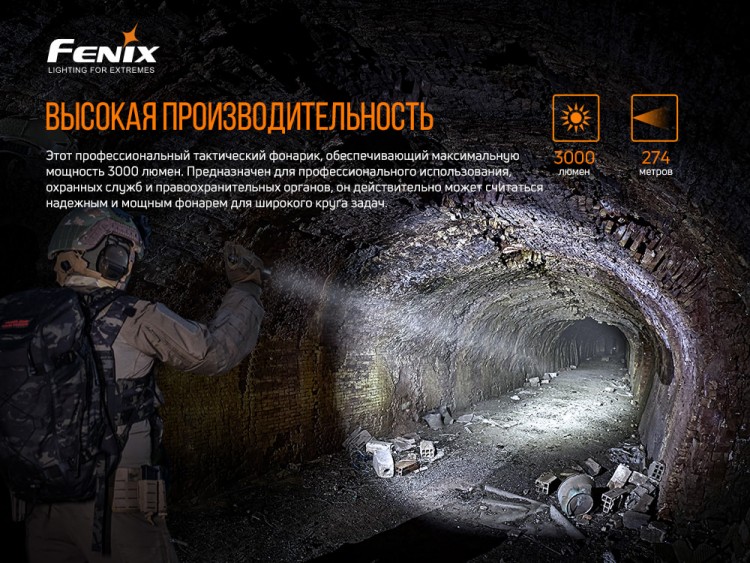 FENIX
LIGHTING FOR EXTREMES
ВЫСОКАЯ ПРОИЗВОДИТЕЛЬНОСТЬ
Этот профессиональный тактический фонарик, обеспечивающий максимальную
мощность 3000 люмен. Предназначен для профессионального использования,
охранных служб и правоохранительных органов, он действительно может считаться
надежным и мощным фонарем для широкого круга задач.
3000
люмен
274
метров